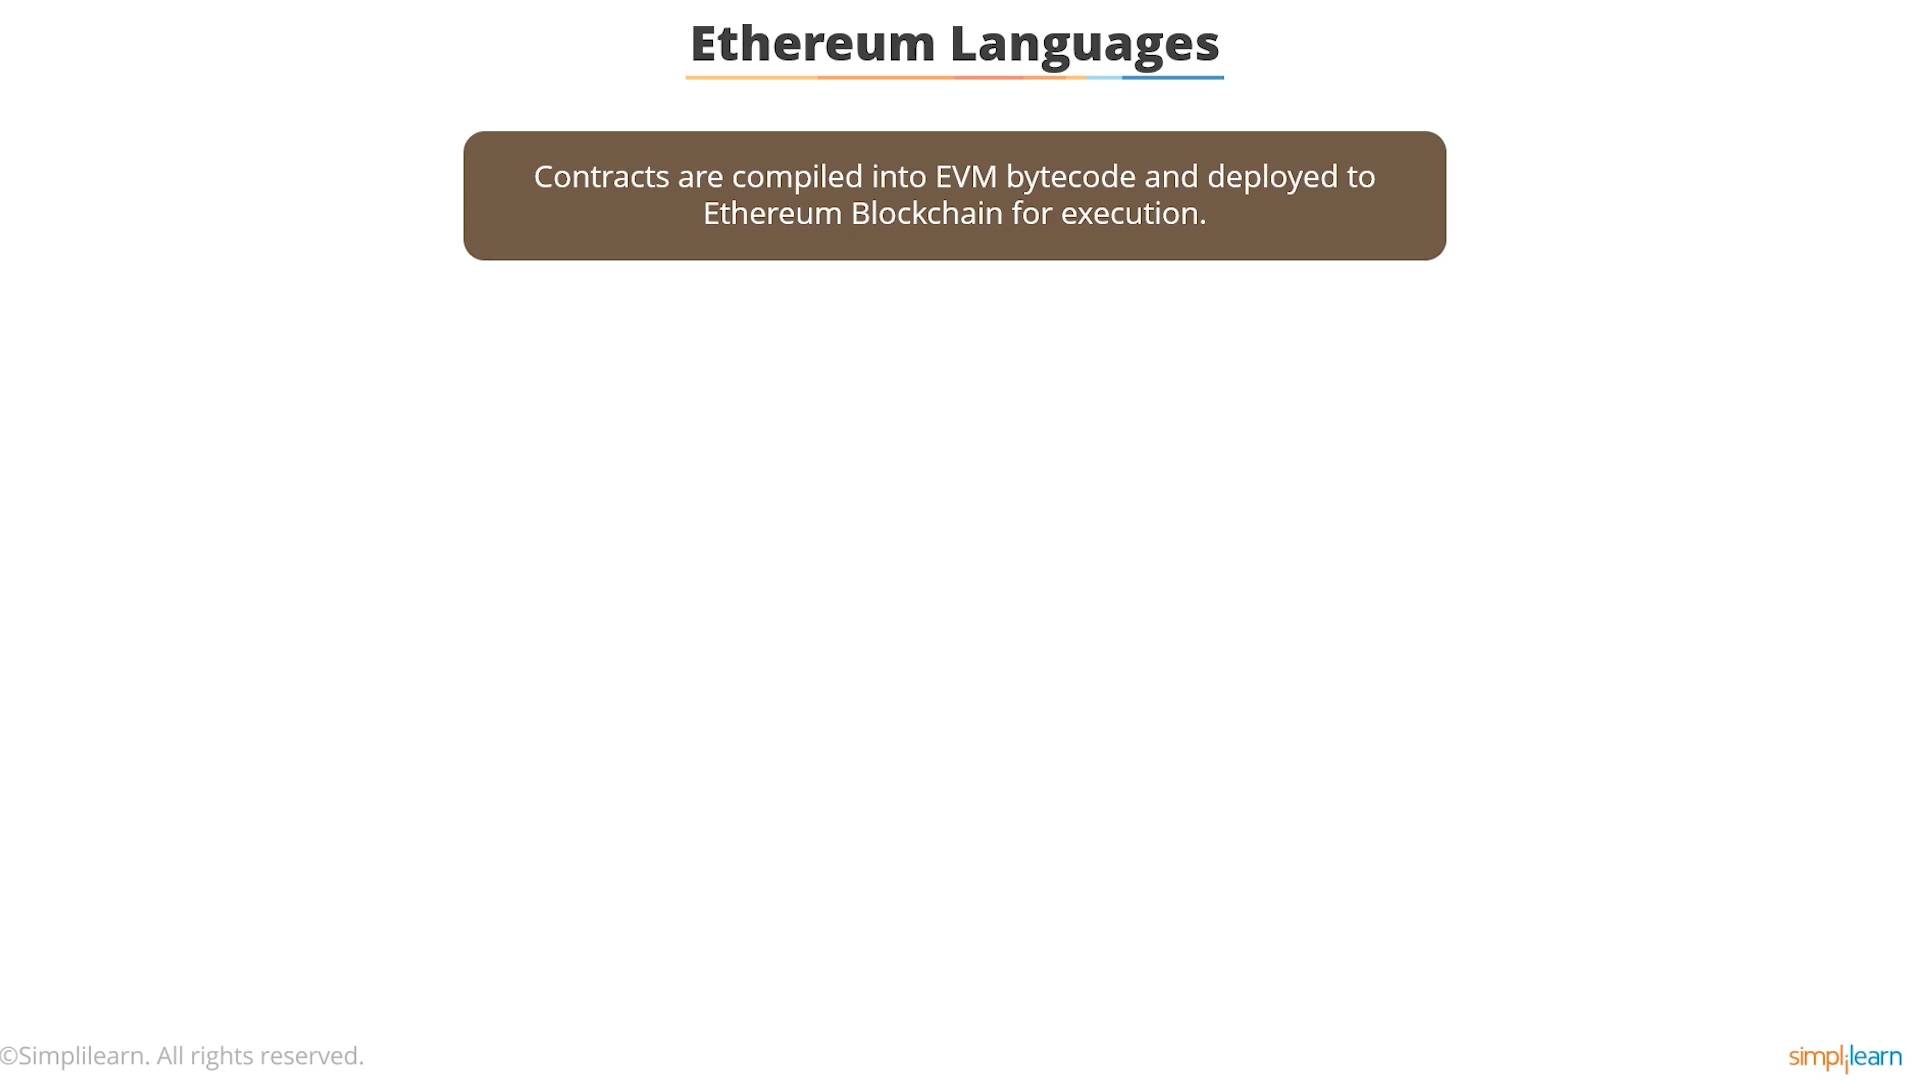 Ethereum Languages
Contracts are compiled into EVM bytecode and deployed to
Ethereum Blockchain for execution.
©Simplilearn. All rights reserved.
simplilearn